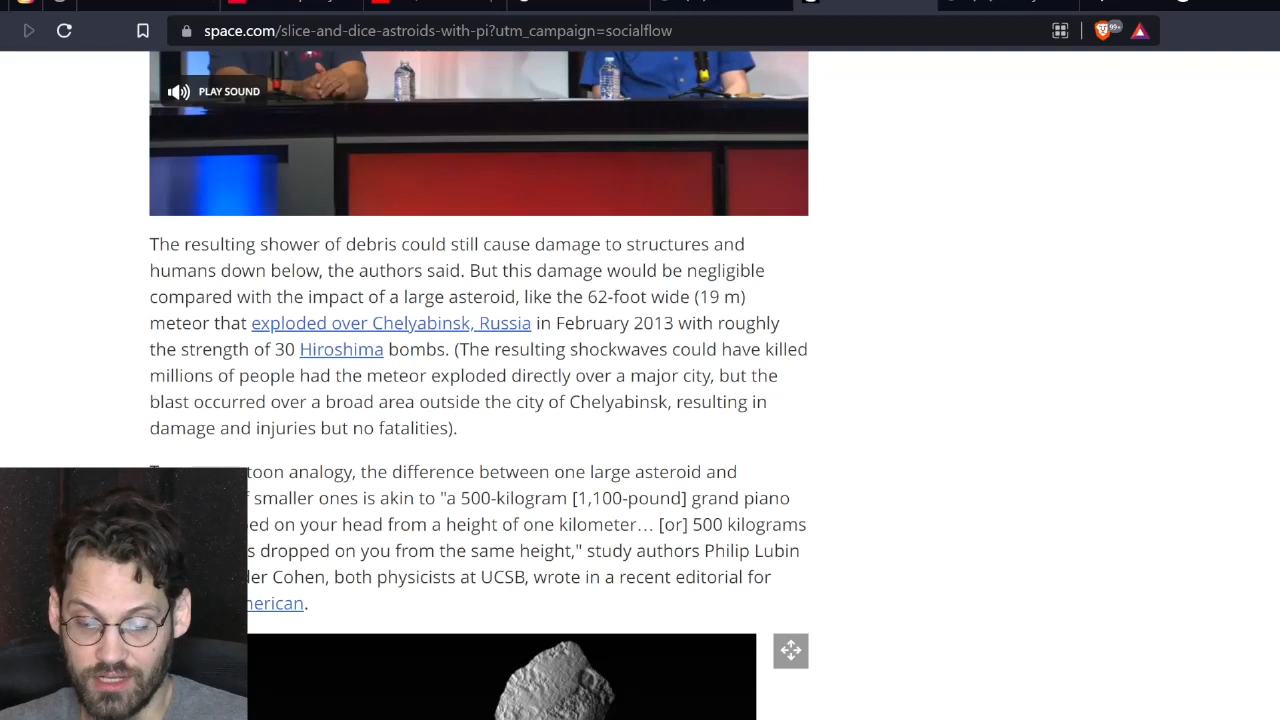 space.com/slice-and-dice-astroids-with-pi?utm_campaign=socialflow
99+
PLAY SOUND
The resulting shower of debris could still cause damage to structures and
humans down below, the authors said. But this damage would be negligible
compared with the impact of a large asteroid, like the 62-foot wide (19 m)
meteor that exploded over Chelyabinsk, Russia in February 2013 with roughly
the strength of 30 Hiroshima bombs. (The resulting shockwaves could have killed
millions of people had the meteor exploded directly over a major city, but the
blast occurred over a broad area outside the city of Chelyabinsk, resulting in
damage and injuries but no fatalities).
toon analogy, the difference between one large asteroid and
smaller ones is akin to "a 500-kilogram [1,100-pound] grand piano
ed on your head from a height of one kilometer… [or] 500 kilograms
s dropped on you from the same height," study authors Philip Lubin
der Cohen, both physicists at UCSB, wrote in a recent editorial for
erican.